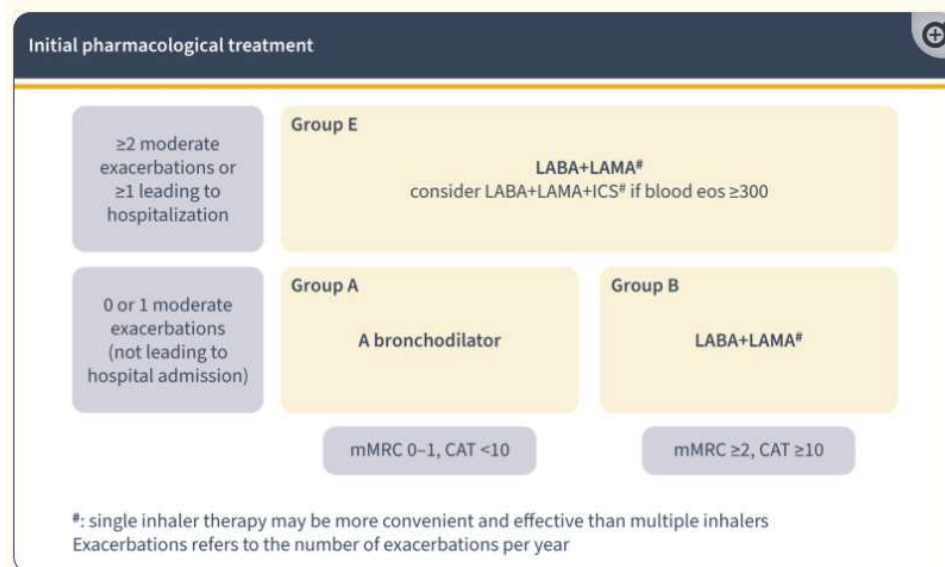 Initial pharmacological treatment
≥2 moderate
exacerbations or
≥1 leading to
hospitalization
Group E
LABA+LAMA#
consider LABA+LAMA+ICS# if blood eos ≥300
0 or 1 moderate
exacerbations
(not leading to
hospital admission)
Group A
A bronchodilator
Group B
LABA+LAMA#
mMRC 0–1, CAT <10
mMRC ≥2, CAT ≥10
#: single inhaler therapy may be more convenient and effective than multiple inhalers
Exacerbations refers to the number of exacerbations per year